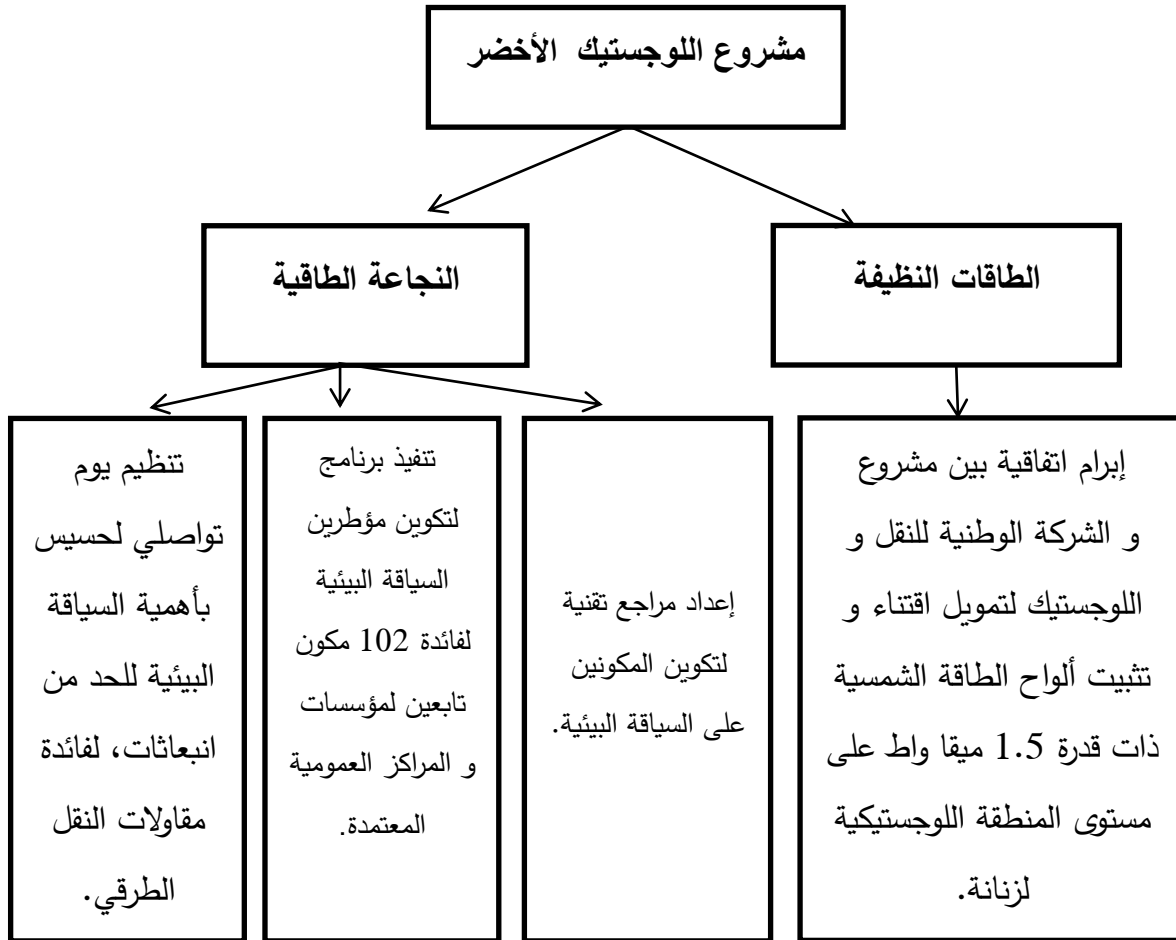 مشروع اللوجستيك الأخضر
الطاقات النظيفة
النجاعة الطاقية
إبرام اتفاقية بين مشروع
و الشركة الوطنية للنقل و
اللوجستيك لتمويل اقتناء و
تثبيت ألواح الطاقة الشمسية
ذات قدرة 1.5 ميقا واط على
مستوى المنطقة اللوجستيكية
لزنانة.
إعداد مراجع تقنية
لتكوين المكونين
على السياقة البيئية.
تنفيذ برنامج
لتكوين مؤطرين
السياقة البيئية
لفائدة 102 مكون
تابعين لمؤسسات
و المراكز العمومية
المعتمدة.
تنظيم يوم
تواصلي لحسيس
بأهمية السياقة
البيئية للحد من
انبعاثات، لفائدة
مقاولات النقل
الطرقي.